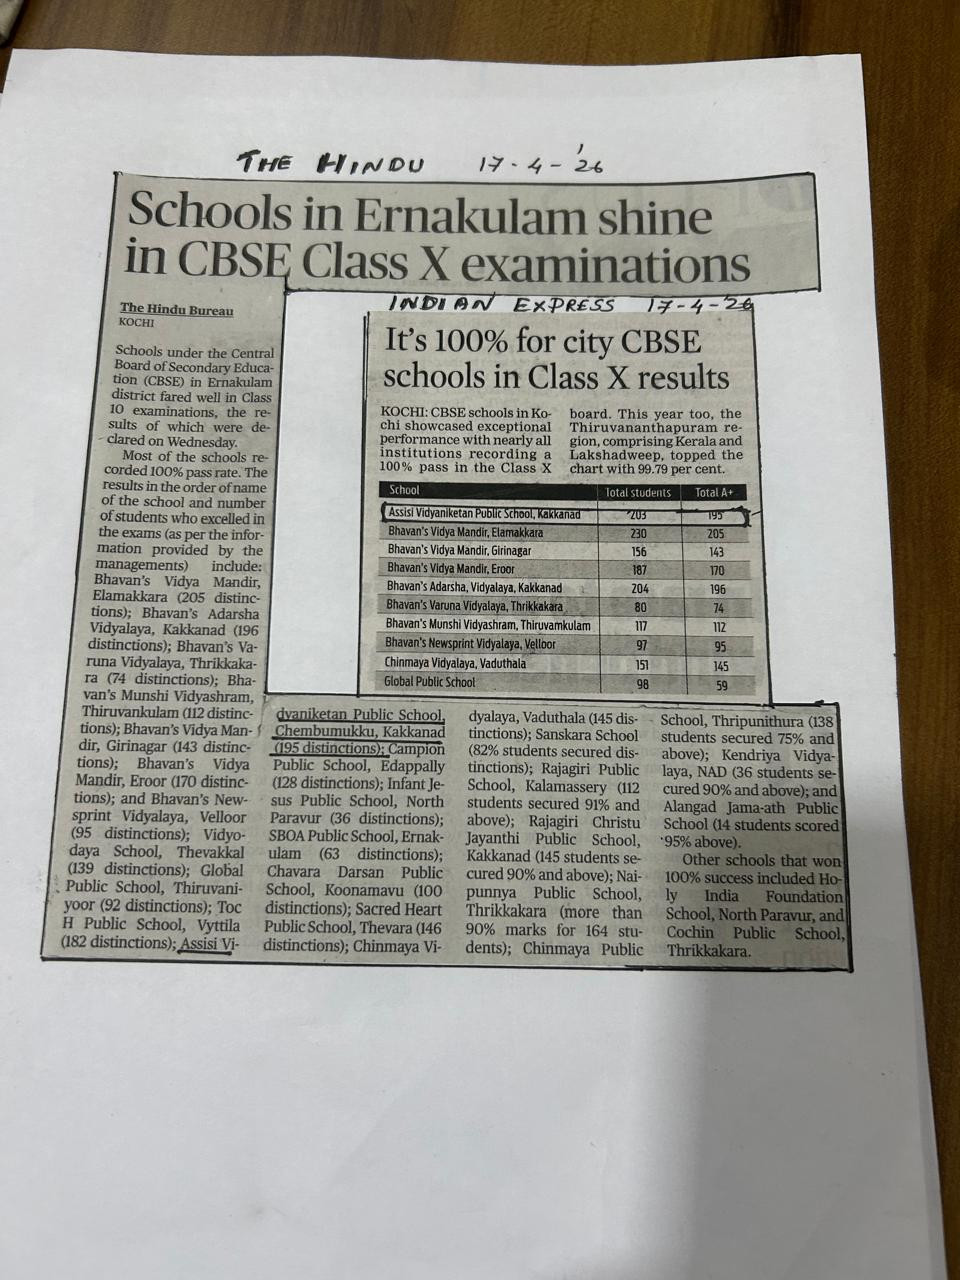 THE HINDU 17-4-'26
Schools in Ernakulam shine
in CBSE Class X examinations
The Hindu Bureau
KOCHI
Schools under the Central
Board of Secondary Educa-
tion (CBSE) in Ernakulam
district fared well in Class
10 examinations, the re-
sults of which were de-
clared on Wednesday.
Most of the schools re-
corded 100% pass rate. The
results in the order of name
of the school and number
of students who excelled in
the exams (as per the infor-
mation provided by the
managements) include:
Bhavan's Vidya Mandir,
Elamakkara (205 distinc-
tions); Bhavan's Adarsha
Vidyalaya, Kakkanad (196
distinctions); Bhavan's Va-
runa Vidyalaya, Thrikkaka-
ra (74 distinctions); Bha-
van's Munshi Vidyashram,
Thiruvankulam (112 distinc-
tions); Bhavan's Vidya Man-
dir, Girinagar (143 distinc-
tions); Bhavan's Vidya
Mandir, Eroor (170 distinc-
tions); and Bhavan's New-
sprint Vidyalaya, Velloor
(95 distinctions); Vidyo-
daya School, Thevakkal
(139 distinctions); Global
Public School, Thiruvani-
yoor (92 distinctions); Toc
H Public School, Vyttila
(182 distinctions); Assisi Vi-
dyaniketan Public School,
Chembumukku, Kakkanad
(195 distinctions); Campion
Public School, Edappally
(128 distinctions); Infant Je-
sus Public School, North
Paravur (36 distinctions);
SBOA Public School, Ernak-
ulam (63 distinctions);
Chavara Darsan Public
School, Koonamavu (100
distinctions); Sacred Heart
Public School, Thevara (146
distinctions); Chinmaya Vi-
dyalaya, Vaduthala (145 dis-
tinctions); Sanskara School
(82% students secured dis-
tinctions); Rajagiri Public
School, Kalamassery (112
students secured 91% and
above); Rajagiri Christu
Jayanthi Public School,
Kakkanad (145 students se-
cured 90% and above); Nai-
punnya Public School,
Thrikkakara (more than
90% marks for 164 stu-
dents); Chinmaya Public
School, Thripunithura (138
students secured 75% and
above); Kendriya Vidya-
laya, NAD (36 students se-
cured 90% and above); and
Alangad Jama-ath Public
School (14 students scored
95% above).
Other schools that won
100% success included Ho-
ly India Foundation
School, North Paravur, and
Cochin Public School,
Thrikkakara.
INDIAN EXPRESS 17-4-26
It's 100% for city CBSE
schools in Class X results
KOCHI: CBSE schools in Ko-
chi showcased exceptional
performance with nearly all
institutions recording a
100% pass in the Class X
board. This year too, the
Thiruvananthapuram re-
gion, comprising Kerala and
Lakshadweep, topped the
chart with 99.79 per cent.
School Total students Total A+
Assisi Vidyaniketan Public School, Kakkanad 203 195
Bhavan's Vidya Mandir, Elamakkara 230 205
Bhavan's Vidya Mandir, Girinagar 156 143
Bhavan's Vidya Mandir, Eroor 187 170
Bhavan's Adarsha, Vidyalaya, Kakkanad 204 196
Bhavan's Varuna Vidyalaya, Thrikkakara 80 74
Bhavan's Munshi Vidyashram, Thiruvamkulam 117 112
Bhavan's Newsprint Vidyalaya, Velloor 97 95
Chinmaya Vidyalaya, Vaduthala 151 145
Global Public School 98 59